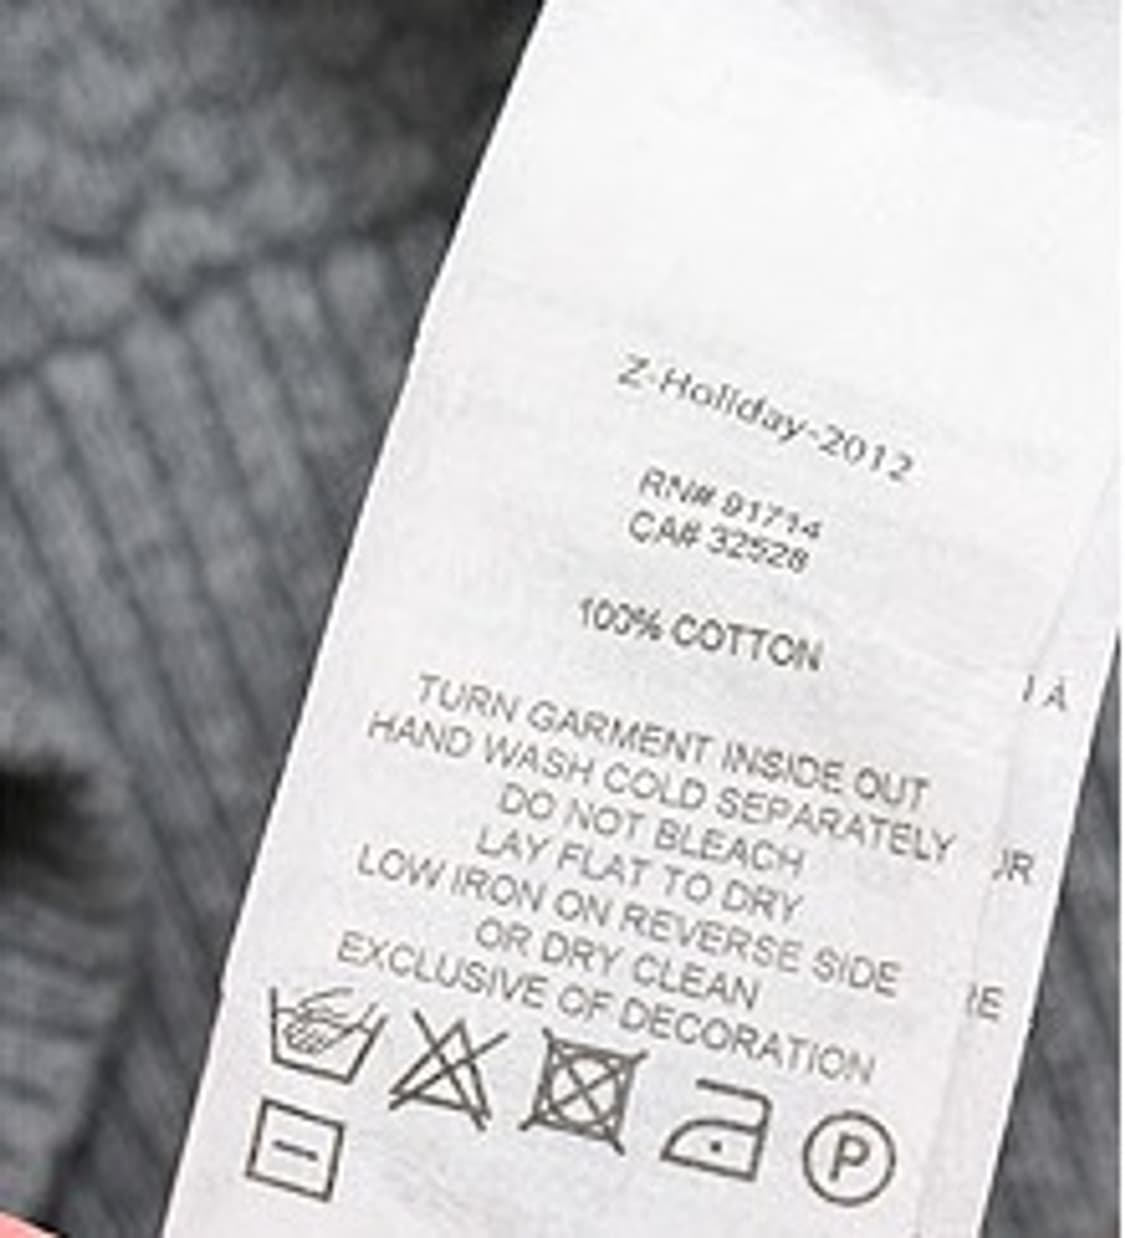 Z-Holiday-2012
RN# 91714
CA# 32528
100% COTTON
TURN GARMENT INSIDE OUT
HAND WASH COLD SEPARATELY
DO NOT BLEACH
LAY FLAT TO DRY
LOW IRON ON REVERSE SIDE
OR DRY CLEAN
EXCLUSIVE OF DECORATION
P